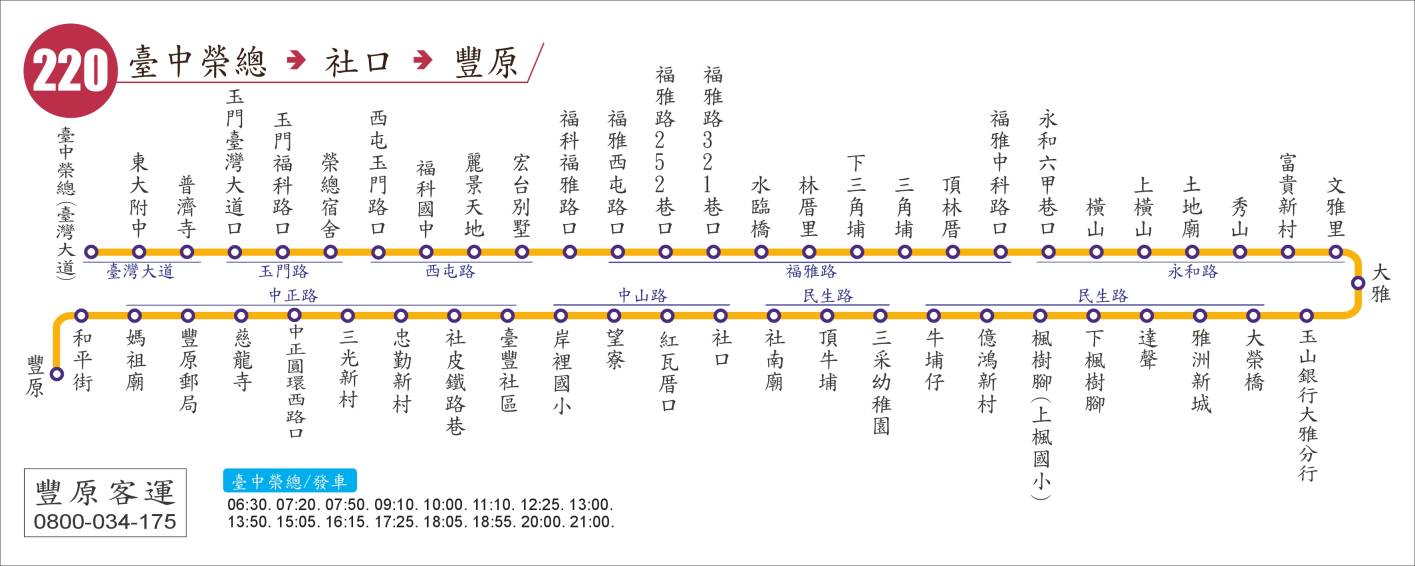 220 臺中榮總 ➔ 社口 ➔ 豐原
臺中榮總(臺灣大道)
東大附中
普濟寺
玉門臺灣大道口
玉門福科路口
榮總宿舍
西屯玉門路口
福科國中
麗景天地
宏台別墅
福科福雅路口
福雅西屯路口
福雅路252巷口
福雅路321巷口
水臨橋
林厝里
下三角埔
三角埔
頂林厝
福雅中科路口
永和六甲巷口
橫山
上橫山
土地廟
秀山
富貴新村
文雅里
臺灣大道
玉門路
西屯路
福雅路
永和路
大雅
中正路
中山路
民生路
民生路
玉山銀行大雅分行
大榮橋
雅洲新城
達聲
下楓樹腳
楓樹腳(上楓國小)
億鴻新村
牛埔仔
三采幼稚園
頂牛埔
社南廟
社口
紅瓦厝口
望寮
岸裡國小
臺豐社區
社皮鐵路巷
忠勤新村
三光新村
中正圓環西路口
慈龍寺
豐原郵局
媽祖廟
和平街
豐原
豐原客運
0800-034-175
臺中榮總/發車
06:30. 07:20. 07:50. 09:10. 10:00. 11:10. 12:25. 13:00.
13:50. 15:05. 16:15. 17:25. 18:05. 18:55. 20:00. 21:00.